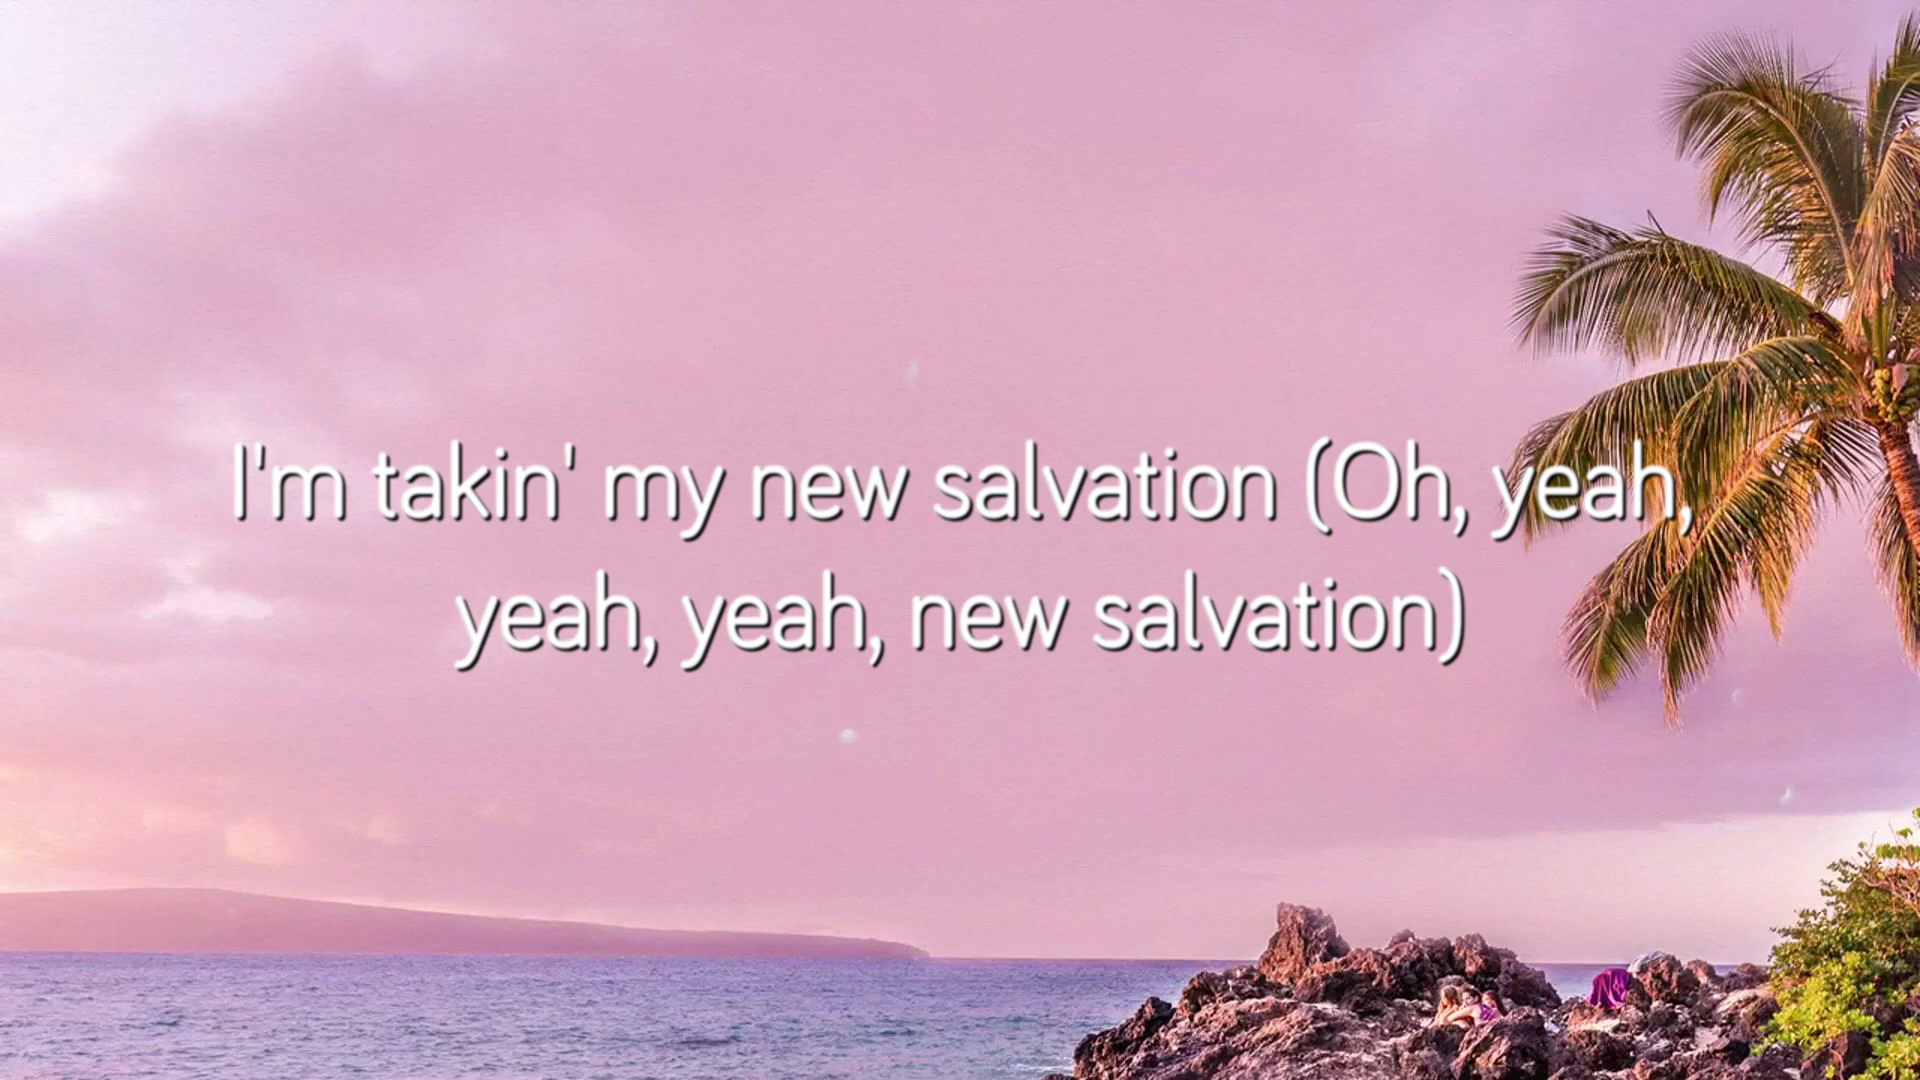 I'm takin' my new salvation (Oh, yeah,
yeah, yeah, new salvation)